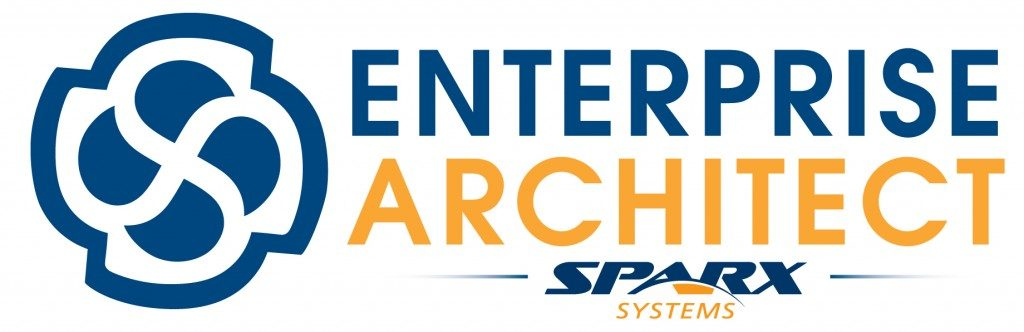 ENTERPRISE
ARCHITECT
SPARX
SYSTEMS